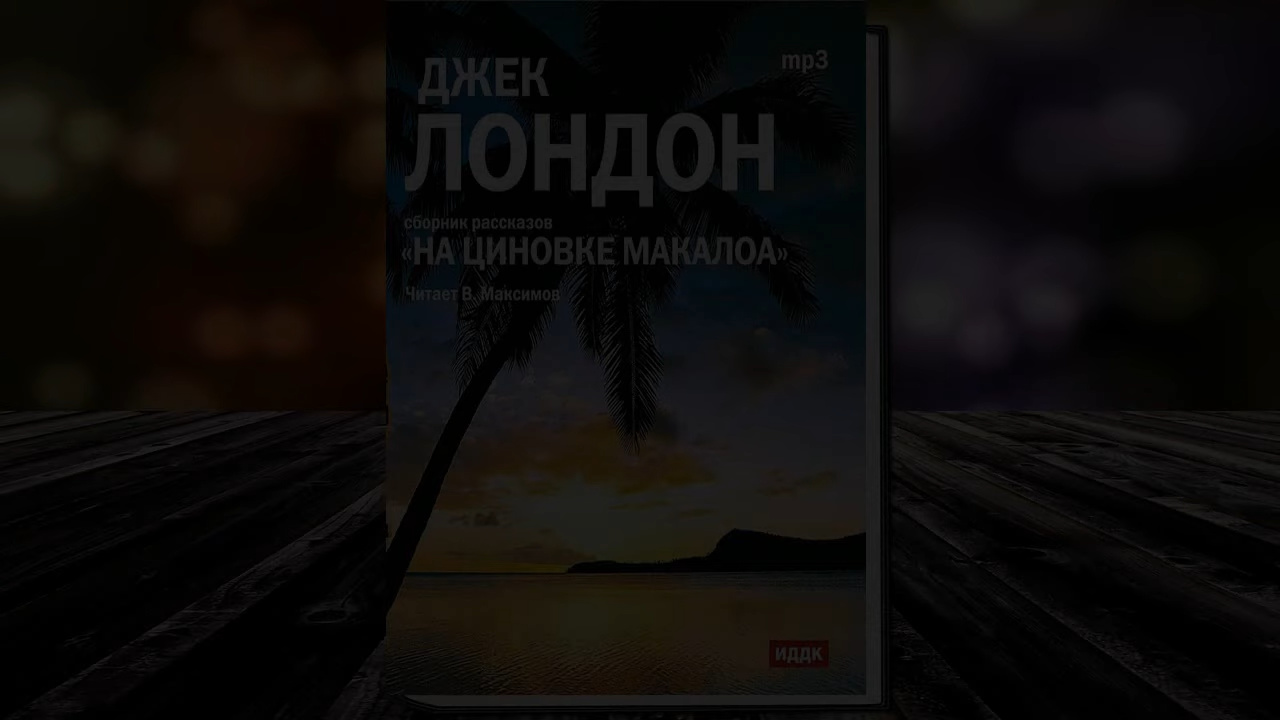 mp3
ДЖЕК
ЛОНДОН
сборник рассказов
«НА ЦИНОВКЕ МАКАЛОА»
Читает В. Максимов
ИДДК